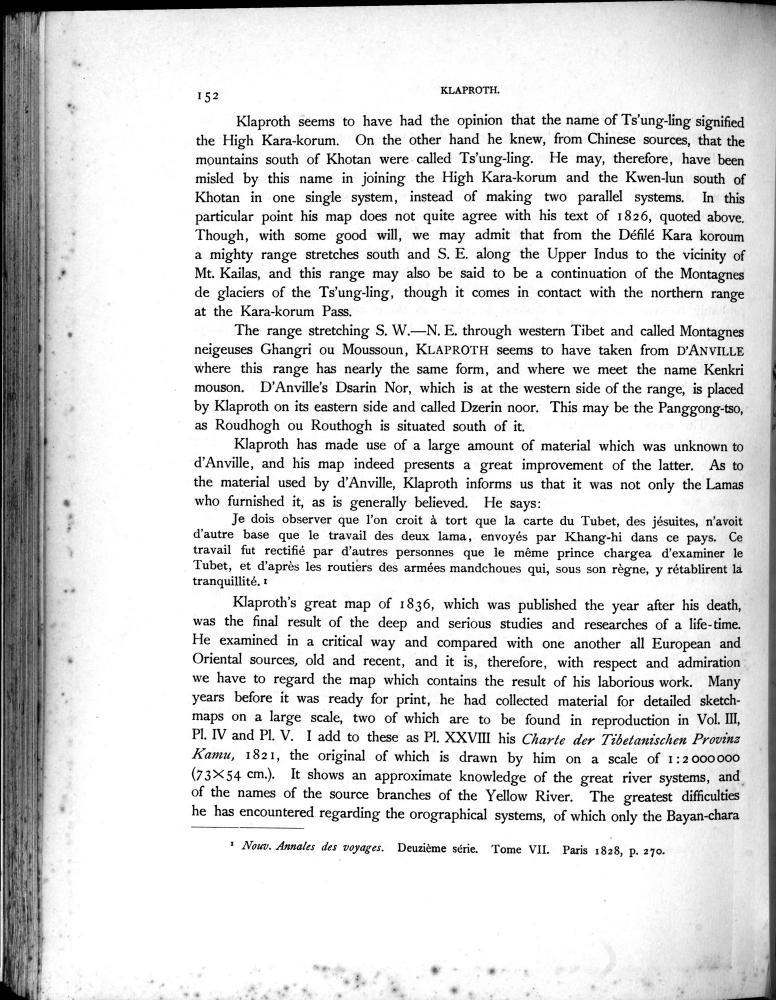 152
KLAPROTH.
Klaproth seems to have had the opinion that the name of Ts'ung-ling signified
the High Kara-korum. On the other hand he knew, from Chinese sources, that the
mountains south of Khotan were called Ts'ung-ling. He may, therefore, have been
misled by this name in joining the High Kara-korum and the Kwen-lun south of
Khotan in one single system, instead of making two parallel systems. In this
particular point his map does not quite agree with his text of 1826, quoted above.
Though, with some good will, we may admit that from the Défilé Kara koroum
a mighty range stretches south and S. E. along the Upper Indus to the vicinity of
Mt. Kailas, and this range may also be said to be a continuation of the Montagnes
de glaciers of the Ts'ung-ling, though it comes in contact with the northern range
at the Kara-korum Pass.
The range stretching S. W.—N. E. through western Tibet and called Montagnes
neigeuses Ghangri ou Moussoun, KLAPROTH seems to have taken from D'ANVILLE
where this range has nearly the same form, and where we meet the name Kenkri
mouson. D'Anville's Dsarin Nor, which is at the western side of the range, is placed
by Klaproth on its eastern side and called Dzerin noor. This may be the Panggong-tso,
as Roudhogh ou Routhogh is situated south of it.
Klaproth has made use of a large amount of material which was unknown to
d'Anville, and his map indeed presents a great improvement of the latter. As to
the material used by d'Anville, Klaproth informs us that it was not only the Lamas
who furnished it, as is generally believed. He says:
Je dois observer que l'on croit à tort que la carte du Tubet, des jésuites, n'avait
d'autre base que le travail des deux lama, envoyés par Khang-hi dans ce pays. Ce
travail fut rectifié par d'autres personnes que le même prince chargea d'examiner le
Tubet, et d'après les routiers des armées mandchoues qui, sous son règne, y rétablirent la
tranquillité. ¹
Klaproth's great map of 1836, which was published the year after his death,
was the final result of the deep and serious studies and researches of a life-time.
He examined in a critical way and compared with one another all European and
Oriental sources, old and recent, and it is, therefore, with respect and admiration
we have to regard the map which contains the result of his laborious work. Many
years before it was ready for print, he had collected material for detailed sketch-
maps on a large scale, two of which are to be found in reproduction in Vol. III,
Pl. IV and Pl. V. I add to these as Pl. XXVIII his Charte der Tibetanischen Provinz
Kamu, 1821, the original of which is drawn by him on a scale of 1:2000000
(73×54 cm.). It shows an approximate knowledge of the great river systems, and
of the names of the source branches of the Yellow River. The greatest difficulties
he has encountered regarding the orographical systems, of which only the Bayan-chara
¹ Nouv. Annales des voyages. Deuxième série. Tome VII. Paris 1828, p. 270.